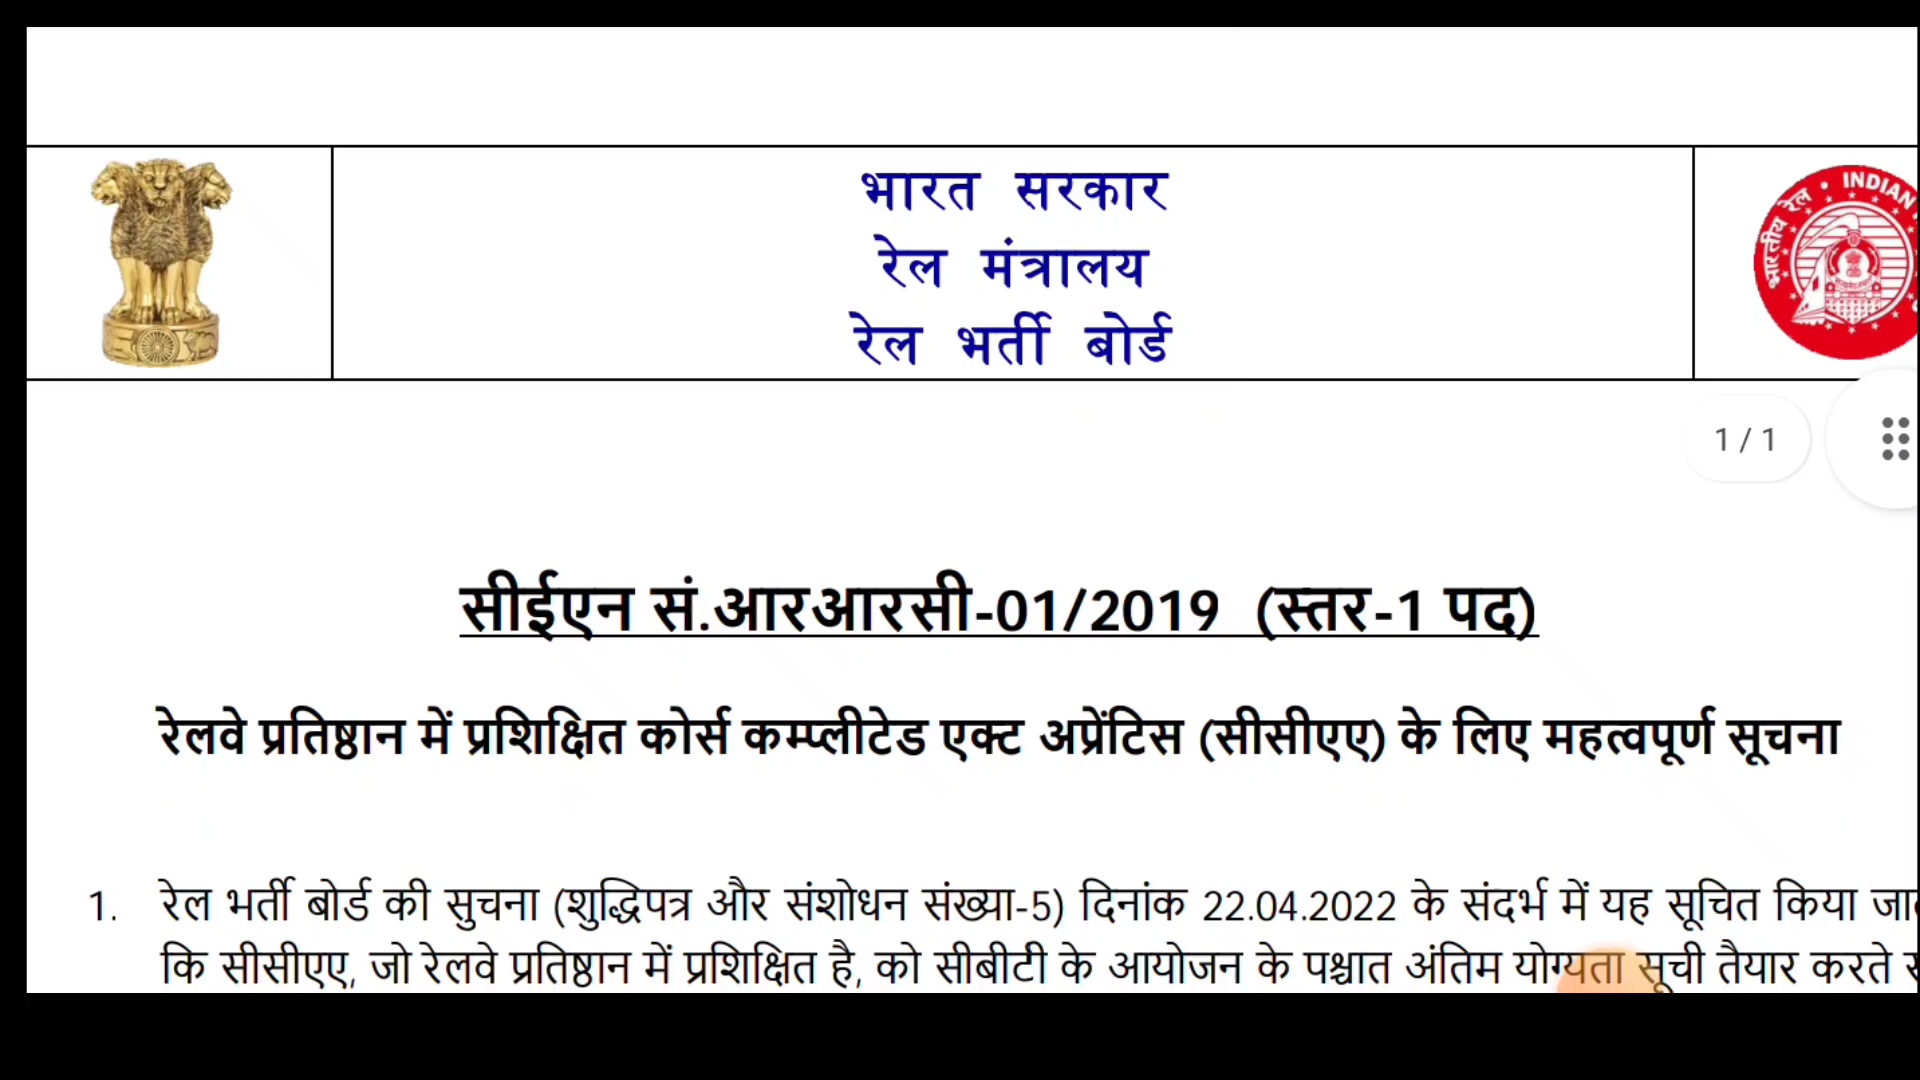 भारत सरकार
रेल मंत्रालय
रेल भर्ती बोर्ड
भारतीय रेल • INDIAN
1 / 1
सीईएन सं.आरआरसी-01/2019 (स्तर-1 पद)
रेलवे प्रतिष्ठान में प्रशिक्षित कोर्स कम्प्लीटेड एक्ट अप्रेंटिस (सीसीएए) के लिए महत्वपूर्ण सूचना
1. रेल भर्ती बोर्ड की सुचना (शुद्धिपत्र और संशोधन संख्या-5) दिनांक 22.04.2022 के संदर्भ में यह सूचित किया
कि सीसीएए, जो रेलवे प्रतिष्ठान में प्रशिक्षित है, को सीबीटी के आयोजन के पश्चात अंतिम योग्यता सूची तैयार करते